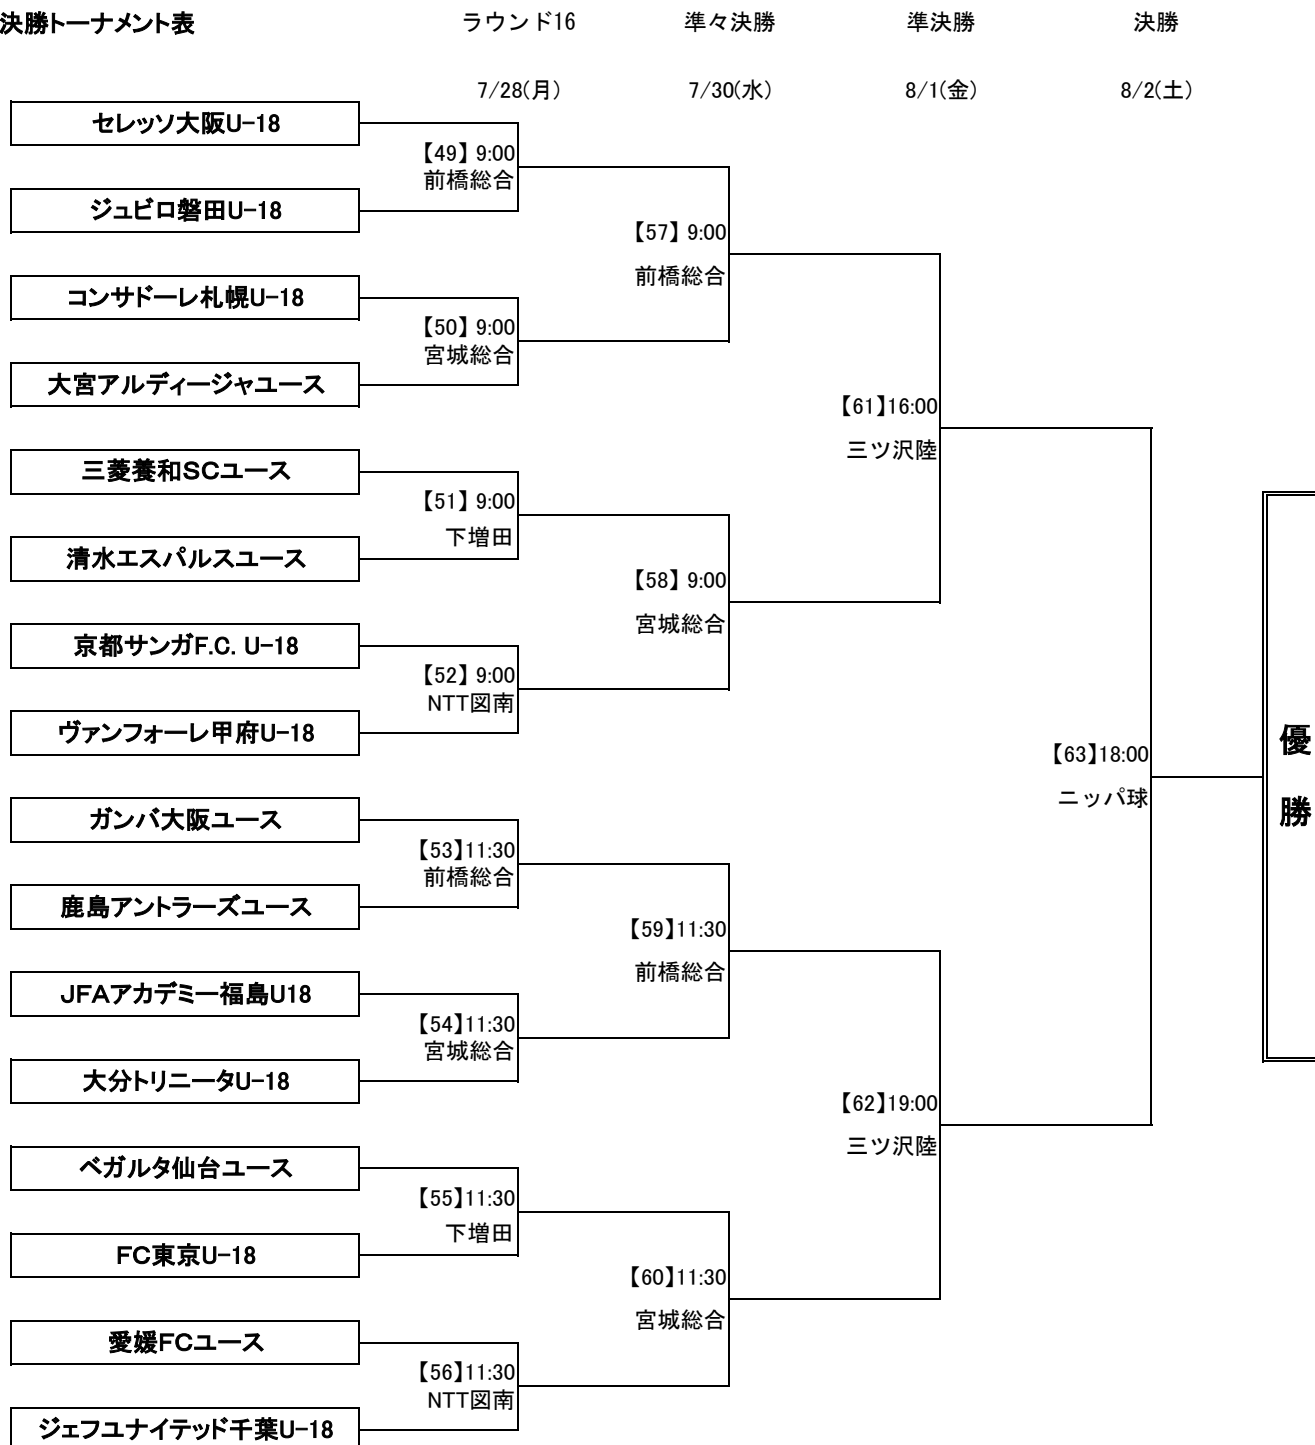 決勝トーナメント表
ラウンド16
準々決勝
準決勝
決勝
7/28(月)
7/30(水)
8/1(金)
8/2(土)
セレッソ大阪U-18
【49】 9:00
前橋総合
ジュビロ磐田U-18
【57】 9:00
前橋総合
コンサドーレ札幌U-18
【50】 9:00
宮城総合
大宮アルディージャユース
【61】16:00
三ツ沢陸
三菱養和SCユース
【51】 9:00
下増田
清水エスパルスユース
【58】 9:00
宮城総合
京都サンガF.C. U-18
【52】 9:00
NTT図南
ヴァンフォーレ甲府U-18
【63】18:00
ニッパ球
優
勝
ガンバ大阪ユース
【53】11:30
前橋総合
鹿島アントラーズユース
【59】11:30
前橋総合
JFAアカデミー福島U18
【54】11:30
宮城総合
大分トリニータU-18
【62】19:00
三ツ沢陸
ベガルタ仙台ユース
【55】11:30
下増田
FC東京U-18
【60】11:30
宮城総合
愛媛FCユース
【56】11:30
NTT図南
ジェフユナイテッド千葉U-18